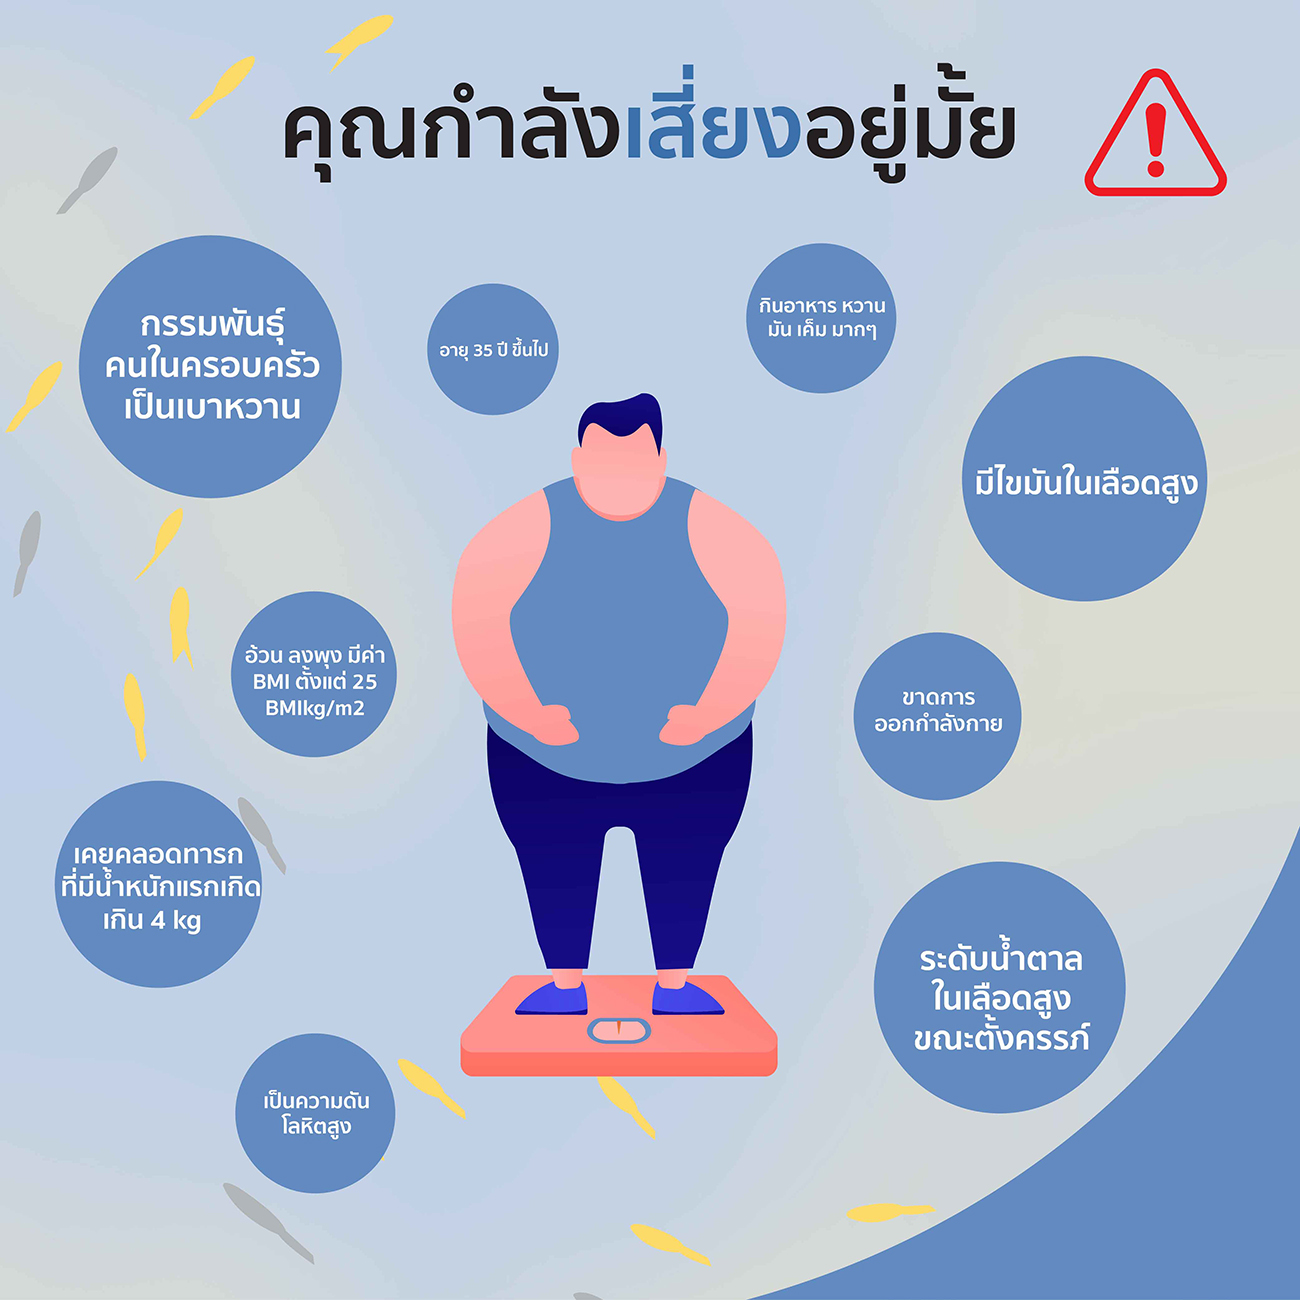 คุณกำลังเสี่ยงอยู่มั้ย
กรรมพันธุ์
คนในครอบครัว
เป็นเบาหวาน
อายุ 35 ปี ขึ้นไป
กินอาหาร หวาน
มัน เค็ม มากๆ
มีไขมันในเลือดสูง
อ้วน ลงพุง มีค่า
BMI ตั้งแต่ 25
BMIkg/m2
ขาดการ
ออกกำลังกาย
เคยคลอดทารก
ที่มีน้ำหนักแรกเกิด
เกิน 4 kg
ระดับน้ำตาล
ในเลือดสูง
ขณะตั้งครรภ์
เป็นความดัน
โลหิตสูง